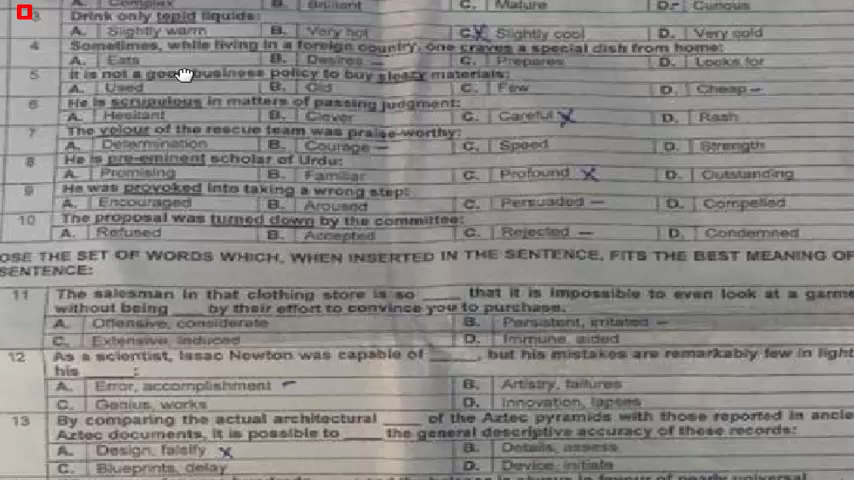 A. Complex B. Brilliant C. Mature D. Curious
3 Drink only tepid liquids:
A. Slightly warm B. Very hot C. Slightly cool D. Very cold
4 Sometimes, while living in a foreign country, one craves a special dish from home:
A. Eats B. Desires C. Prepares D. Looks for
5 It is not a good business policy to buy sleazy materials:
A. Used B. Old C. Few D. Cheap
6 He is scrupulous in matters of passing judgment:
A. Hesitant B. Clever C. Careful D. Rash
7 The velour of the rescue team was praise-worthy:
A. Determination B. Courage C. Speed D. Strength
8 He is pre-eminent scholar of Urdu:
A. Promising B. Familiar C. Profound D. Outstanding
9 He was provoked into taking a wrong step:
A. Encouraged B. Aroused C. Persuaded D. Compelled
10 The proposal was turned down by the committee:
A. Refused B. Accepted C. Rejected D. Condemned
OSE THE SET OF WORDS WHICH, WHEN INSERTED IN THE SENTENCE, FITS THE BEST MEANING OF
SENTENCE:
11 The salesman in that clothing store is so ____ that it is impossible to even look at a garme
without being ____ by their effort to convince you to purchase.
A. Offensive, considerate B. Persistent, irritated
C. Extensive, induced D. Immune, aided
12 As a scientist, Issac Newton was capable of _____, but his mistakes are remarkably few in light
his _____:
A. Error, accomplishment B. Artistry, failures
C. Genius, works D. Innovation, lapses
13 By comparing the actual architectural ____ of the Aztec pyramids with those reported in ancie
Aztec documents, it is possible to ____ the general descriptive accuracy of these records:
A. Design, falsify B. Details, assess
C. Blueprints, delay D. Device, initiate